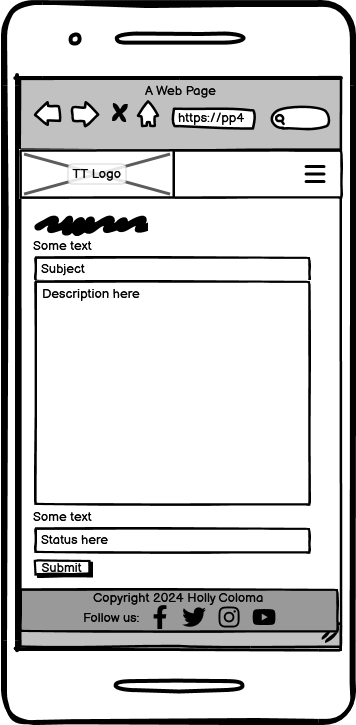 A Web Page
https://pp4
TT Logo
Some text
Subject
Description here
Some text
Status here
Submit
Copyright 2024 Holly Coloma
Follow us: